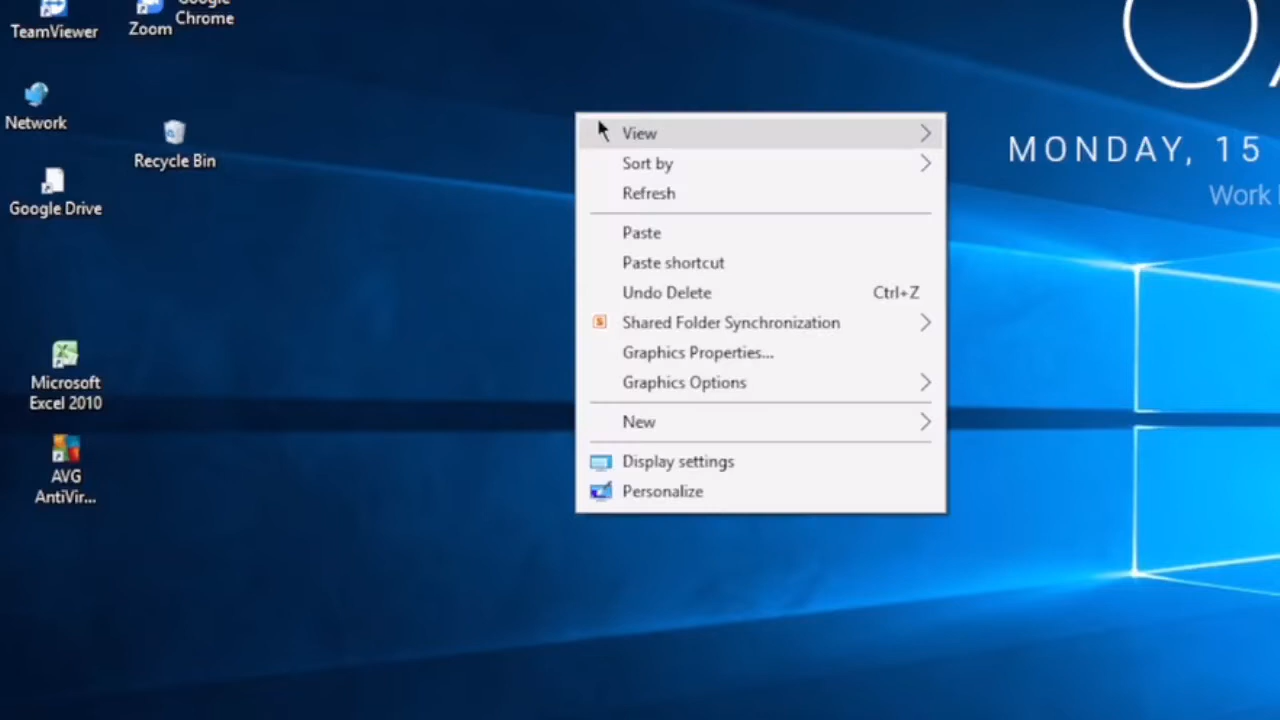 TeamViewer
Zoom
Google
Chrome
Network
Recycle Bin
Google Drive
Microsoft
Excel 2010
AVG
AntiVir...
View
Sort by
Refresh
Paste
Paste shortcut
Undo Delete Ctrl+Z
Shared Folder Synchronization
Graphics Properties...
Graphics Options
New
Display settings
Personalize
MONDAY, 15
Work